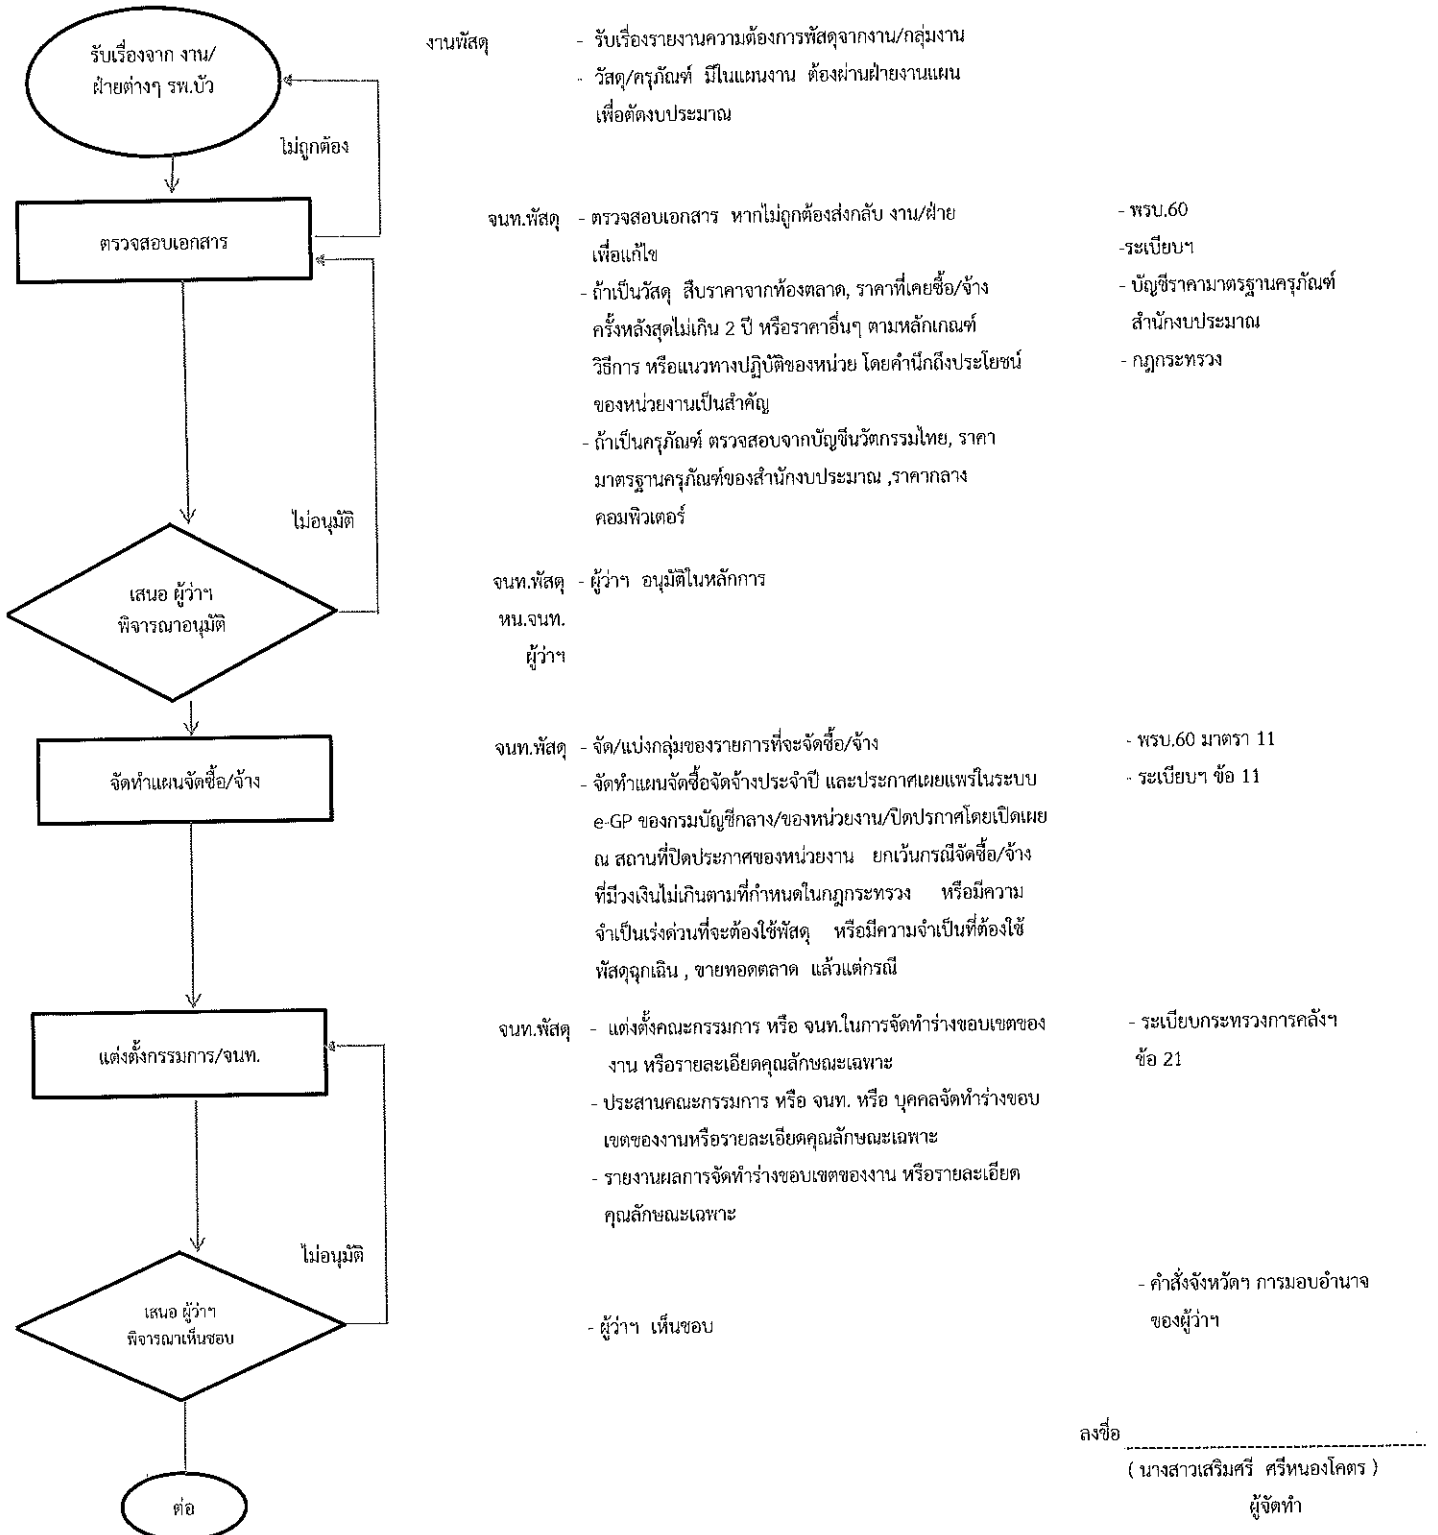 รับเรื่องจาก งาน/
ฝ่ายต่างๆ รพ.บัว
งานพัสดุ
- รับเรื่องรายงานความต้องการพัสดุจากงาน/กลุ่มงาน
- วัสดุ/ครุภัณฑ์ มีในแผนงาน ต้องผ่านฝ่ายงานแผน
เพื่อตัดงบประมาณ
ไม่ถูกต้อง
ตรวจสอบเอกสาร
จนท.พัสดุ
- ตรวจสอบเอกสาร หากไม่ถูกต้องส่งกลับ งาน/ฝ่าย
เพื่อแก้ไข
- ถ้าเป็นวัสดุ สืบราคาจากท้องตลาด, ราคาที่เคยซื้อ/จ้าง
ครั้งหลังสุดไม่เกิน 2 ปี หรือราคาอื่นๆ ตามหลักเกณฑ์
วิธีการ หรือแนวทางปฏิบัติของหน่วย โดยคำนึกถึงประโยชน์
ของหน่วยงานเป็นสำคัญ
- ถ้าเป็นครุภัณฑ์ ตรวจสอบจากบัญชีนวัตกรรมไทย, ราคา
มาตรฐานครุภัณฑ์ของสำนักงบประมาณ ,ราคากลาง
คอมพิวเตอร์
- พรบ.60
-ระเบียบฯ
- บัญชีราคามาตรฐานครุภัณฑ์
สำนักงบประมาณ
- กฎกระทรวง
ไม่อนุมัติ
เสนอ ผู้ว่าฯ
พิจารณาอนุมัติ
จนท.พัสดุ
หน.จนท.
ผู้ว่าฯ
- ผู้ว่าฯ อนุมัติในหลักการ
จัดทำแผนจัดซื้อ/จ้าง
จนท.พัสดุ
- จัด/แบ่งกลุ่มของรายการที่จะจัดซื้อ/จ้าง
- จัดทำแผนจัดซื้อจัดจ้างประจำปี และประกาศเผยแพร่ในระบบ
e-GP ของกรมบัญชีกลาง/ของหน่วยงาน/ปิดปรกาศโดยเปิดเผย
ณ สถานที่ปิดประกาศของหน่วยงาน ยกเว้นกรณีจัดซื้อ/จ้าง
ที่มีวงเงินไม่เกินตามที่กำหนดในกฎกระทรวง หรือมีความ
จำเป็นเร่งด่วนที่จะต้องใช้พัสดุ หรือมีความจำเป็นที่ต้องใช้
พัสดุฉุกเฉิน , ขายทอดตลาด แล้วแต่กรณี
- พรบ.60 มาตรา 11
- ระเบียบฯ ข้อ 11
แต่งตั้งกรรมการ/จนท.
จนท.พัสดุ
- แต่งตั้งคณะกรรมการ หรือ จนท.ในการจัดทำร่างขอบเขตของ
งาน หรือรายละเอียดคุณลักษณะเฉพาะ
- ประสานคณะกรรมการ หรือ จนท. หรือ บุคคลจัดทำร่างขอบ
เขตของงานหรือรายละเอียดคุณลักษณะเฉพาะ
- รายงานผลการจัดทำร่างขอบเขตของงาน หรือรายละเอียด
คุณลักษณะเฉพาะ
- ระเบียบกระทรวงการคลังฯ
ข้อ 21
ไม่อนุมัติ
เสนอ ผู้ว่าฯ
พิจารณาเห็นชอบ
- ผู้ว่าฯ เห็นชอบ
- คำสั่งจังหวัดฯ การมอบอำนาจ
ของผู้ว่าฯ
ลงชื่อ
( นางสาวเสริมศรี ศรีหนองโคตร )
ผู้จัดทำ
ต่อ